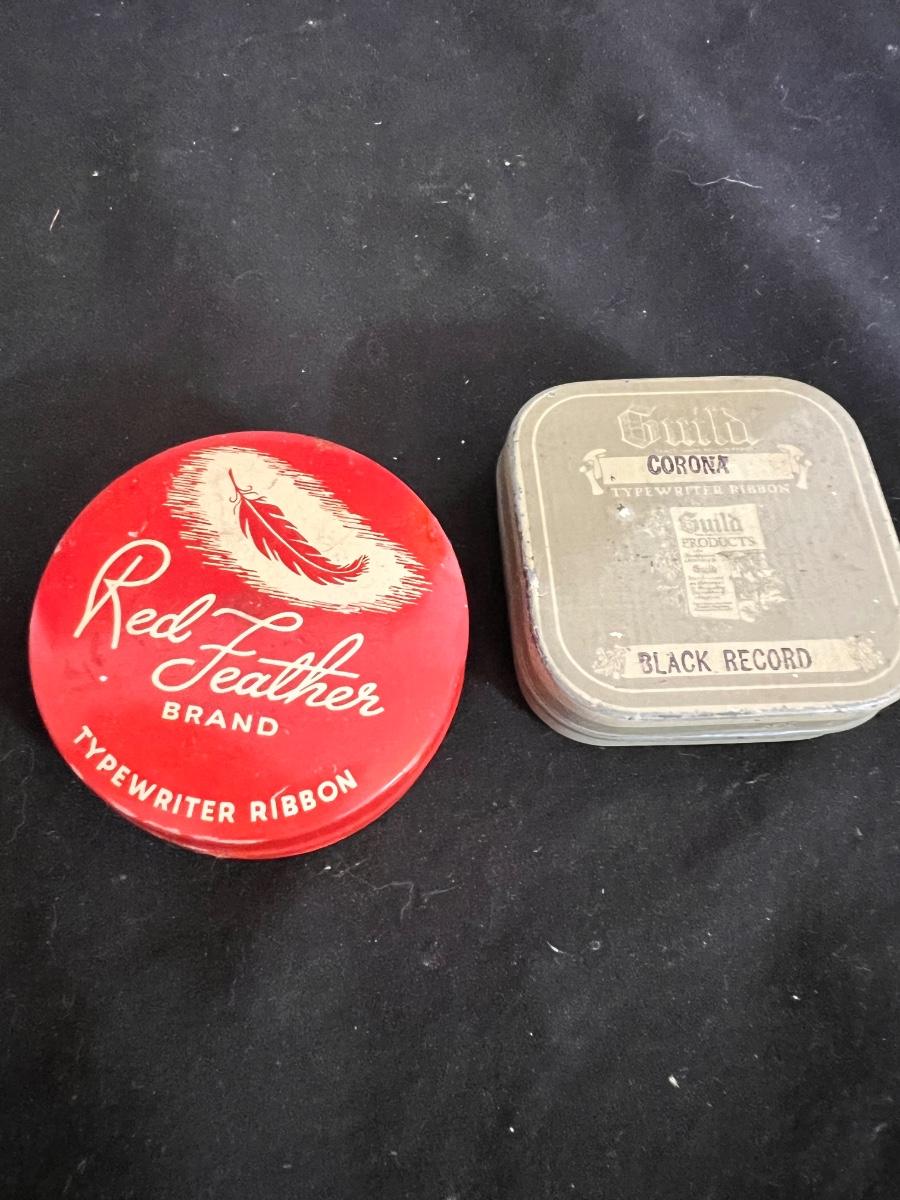 Red Feather
BRAND
TYPEWRITER RIBBON
Guild
CORONA
TYPEWRITER RIBBON
Guild
PRODUCTS
BLACK RECORD